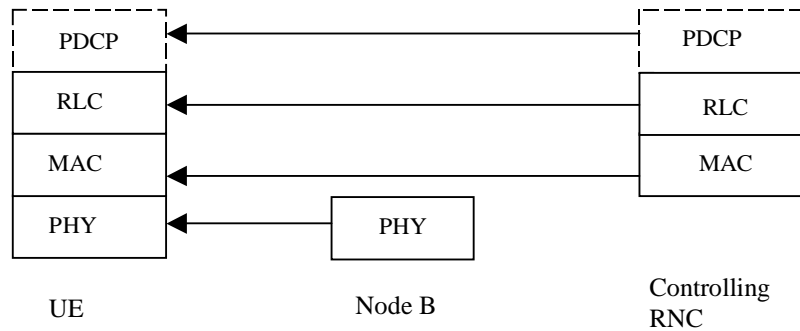 PDCP PDCP
RLC RLC
MAC MAC
PHY PHY
UE Node B Controlling
RNC